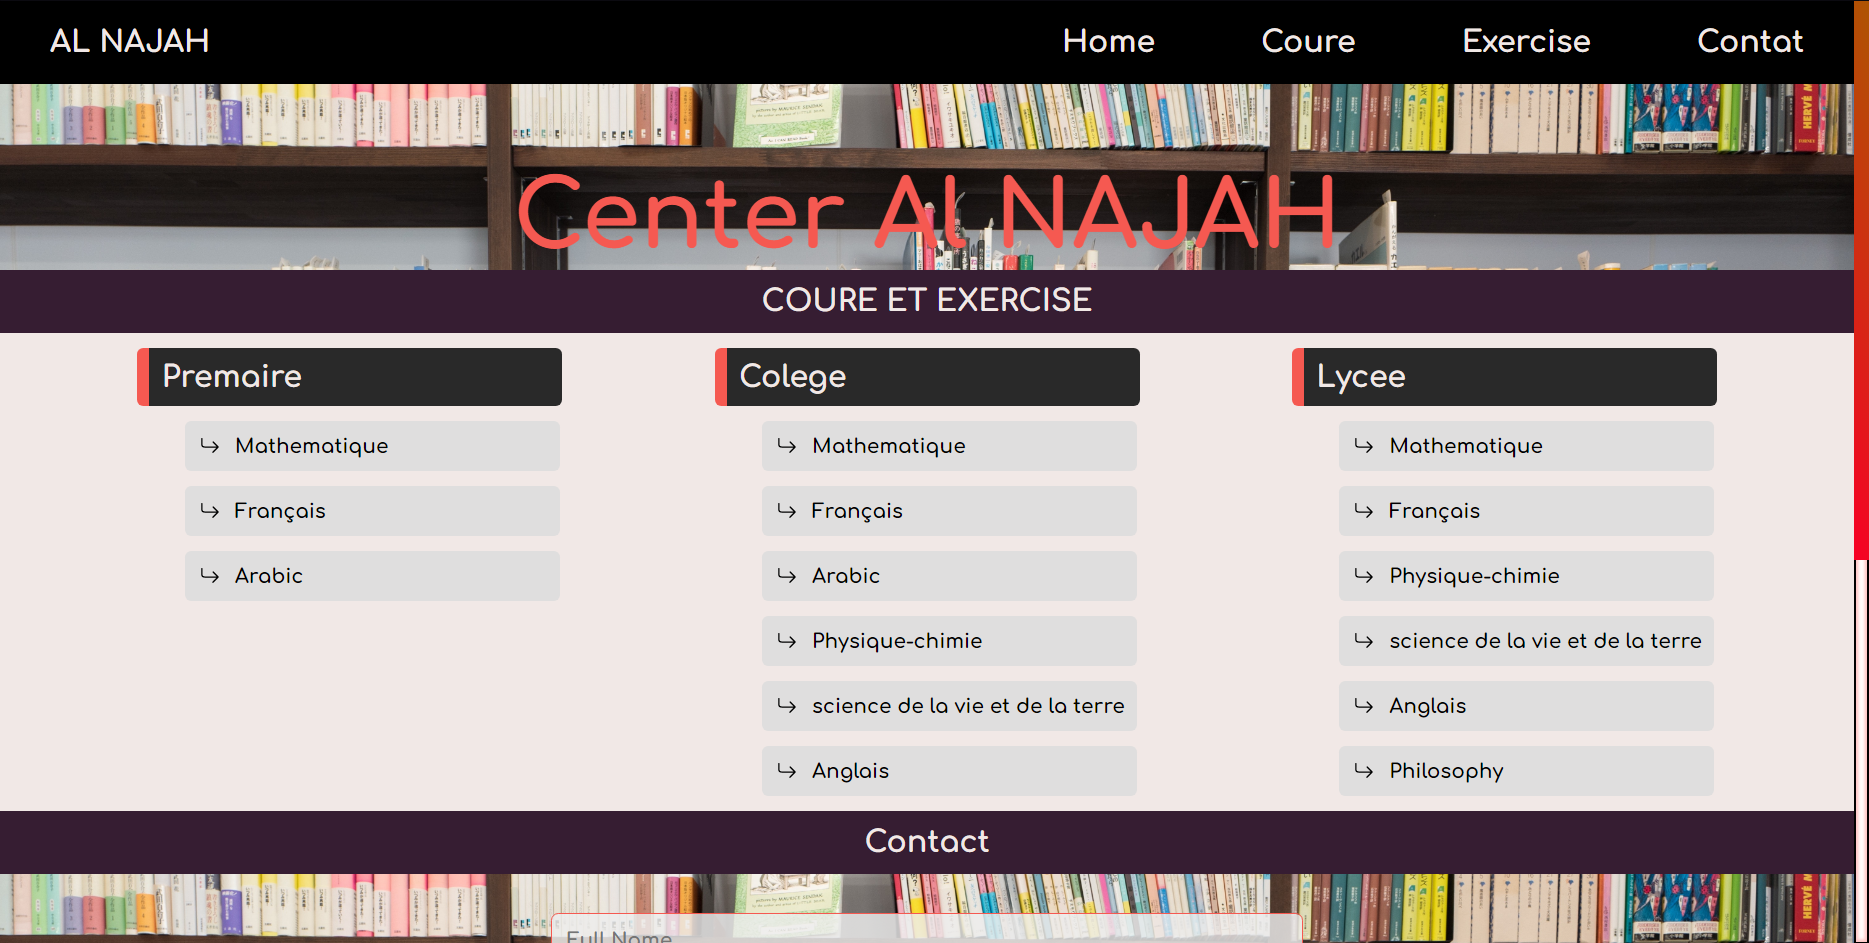 AL NAJAH
Home
Coure
Exercise
Contat
HERVÉ
Center Al NAJAH
COURE ET EXERCISE
Premaire
Mathematique
Français
Arabic
Colege
Mathematique
Français
Arabic
Physique-chimie
science de la vie et de la terre
Anglais
Lycee
Mathematique
Français
Physique-chimie
science de la vie et de la terre
Anglais
Philosophy
Contact
HERVÉ
Full Name